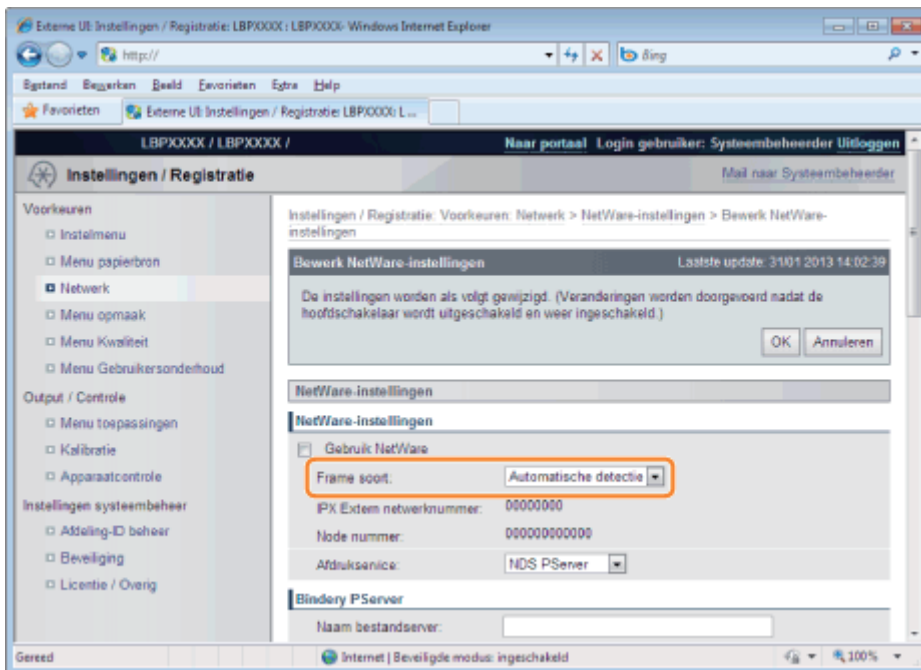 Externe UI: Instellingen / Registratie: LBPXXXX : LBPXXXX- Windows Internet Explorer
http://
Bing
Bestand Bewerken Beeld Favorieten Extra Help
Favorieten
Externe UI: Instellingen / Registratie: LBPXXXX: L...
LBPXXXX / LBPXXXX /
Naar portaal Login gebruiker: Systeembeheerder Uitloggen
Instellingen / Registratie
Mail naar Systeembeheerder
Voorkeuren
Instelmenu
Menu papierbron
Netwerk
Menu opmaak
Menu Kwaliteit
Menu Gebruikersonderhoud
Output / Controle
Menu toepassingen
Kalibratie
Apparaatcontrole
Instellingen systeembeheer
Afdeling-ID beheer
Beveiliging
Licentie / Overig
Instellingen / Registratie: Voorkeuren: Netwerk > NetWare-instellingen > Bewerk NetWare-
instellingen
Bewerk NetWare-instellingen
Laatste update: 31/01 2013 14:02:39
De instellingen worden als volgt gewijzigd. (Veranderingen worden doorgevoerd nadat de
hoofdschakelaar wordt uitgeschakeld en weer ingeschakeld.)
OK
Annuleren
NetWare-instellingen
NetWare-instellingen
Gebruik NetWare
Frame soort:
Automatische detectie
IPX Extern netwerknummer:
00000000
Node nummer:
000000000000
Afdrukservice:
NDS PServer
Bindery PServer
Naam bestandserver:
Gereed
Internet | Beveiligde modus: ingeschakeld
100%